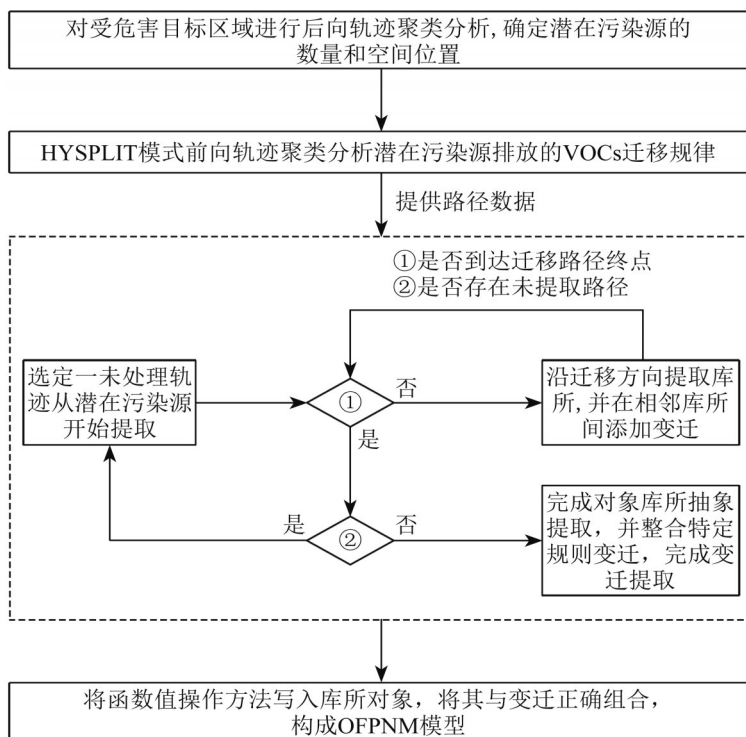 对受危害目标区域进行后向轨迹聚类分析,确定潜在污染源的
数量和空间位置
HYSPLIT模式前向轨迹聚类分析潜在污染源排放的VOCs迁移规律
提供路径数据
①是否到达迁移路径终点
②是否存在未提取路径
选定一未处理轨
迹从潜在污染源
开始提取
①
否
是
沿迁移方向提取库
所,并在相邻库所
间添加变迁
是
②
否
完成对象库所抽象
提取，并整合特定
规则变迁，完成变
迁提取
将函数值操作方法写入库所对象，将其与变迁正确组合，
构成OFPNM模型